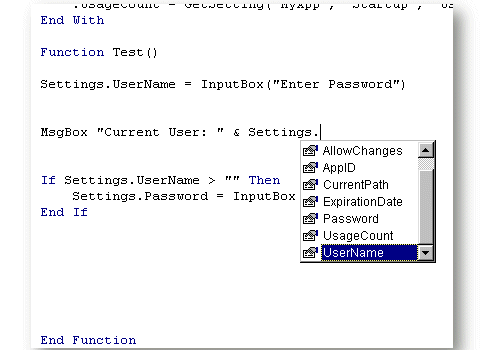 .UsageCount = GetSetting("MyApp", "Startup", "Us
End With
Function Test()
Settings.UserName = InputBox("Enter Password")
MsgBox "Current User: " & Settings.
AllowChanges
AppID
CurrentPath
ExpirationDate
Password
UsageCount
UserName
If Settings.UserName > "" Then
Settings.Password = InputBox
End If
End Function